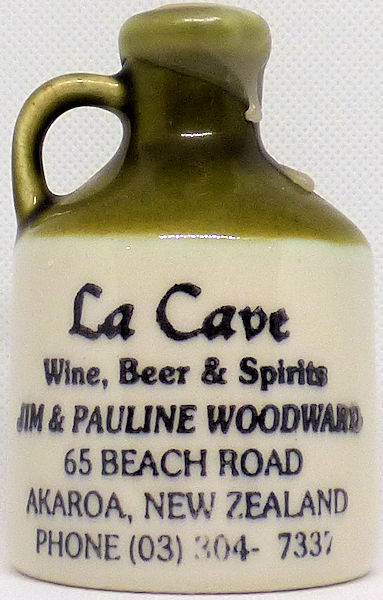 La Cave
Wine, Beer & Spirits
JIM & PAULINE WOODWARD
65 BEACH ROAD
AKAROA, NEW ZEALAND
PHONE (03) 304- 7337